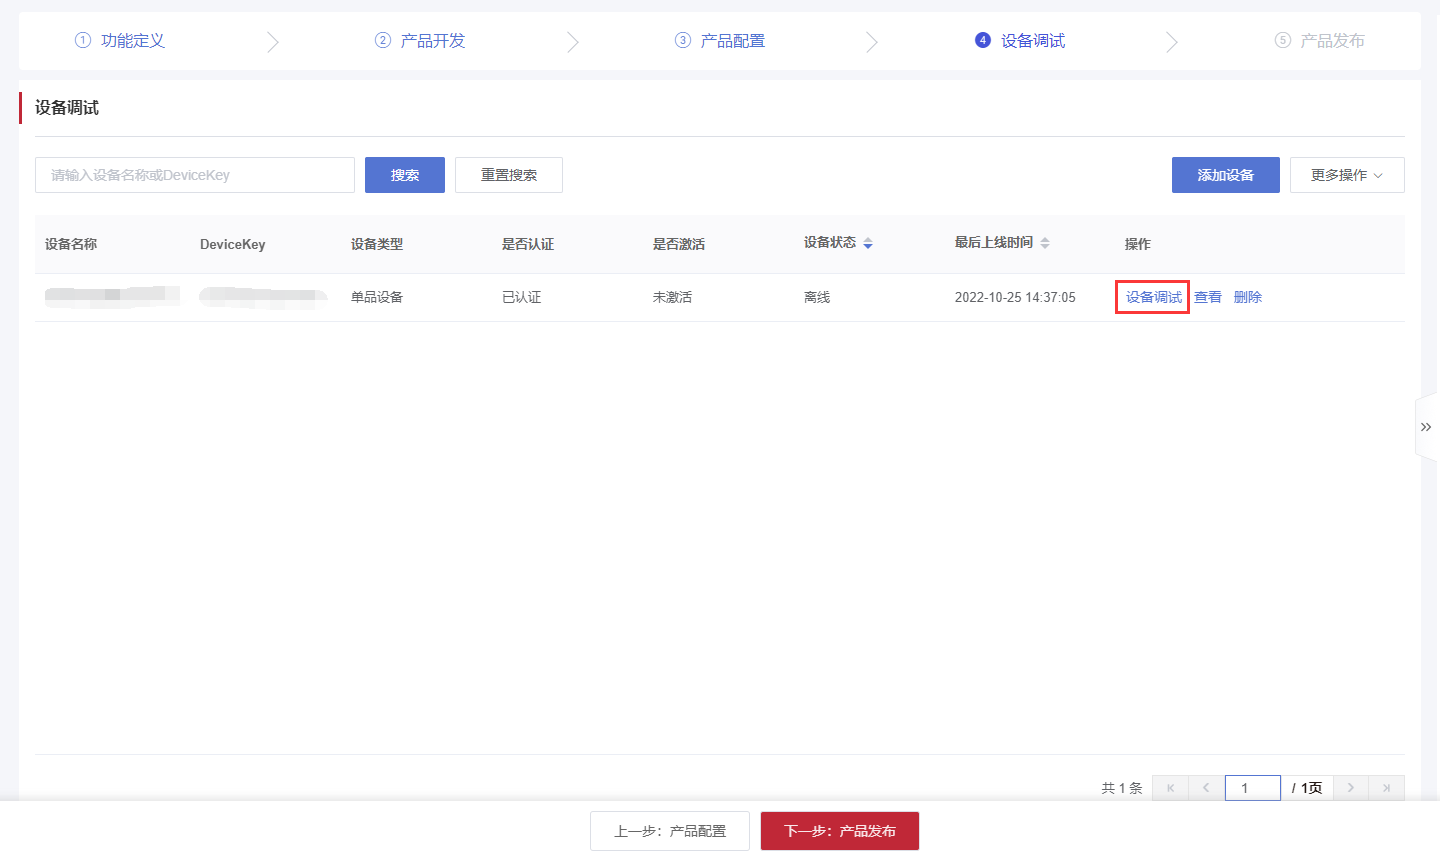 ① 功能定义 ② 产品开发 ③ 产品配置 ④ 设备调试 ⑤ 产品发布
设备调试
请输入设备名称或DeviceKey 搜索 重置搜索 添加设备 更多操作
设备名称 DeviceKey 设备类型 是否认证 是否激活 设备状态 最后上线时间 操作
单品设备 已认证 未激活 离线 2022-10-25 14:37:05 设备调试 查看 删除
共 1 条 1 / 1页
上一步：产品配置 下一步：产品发布